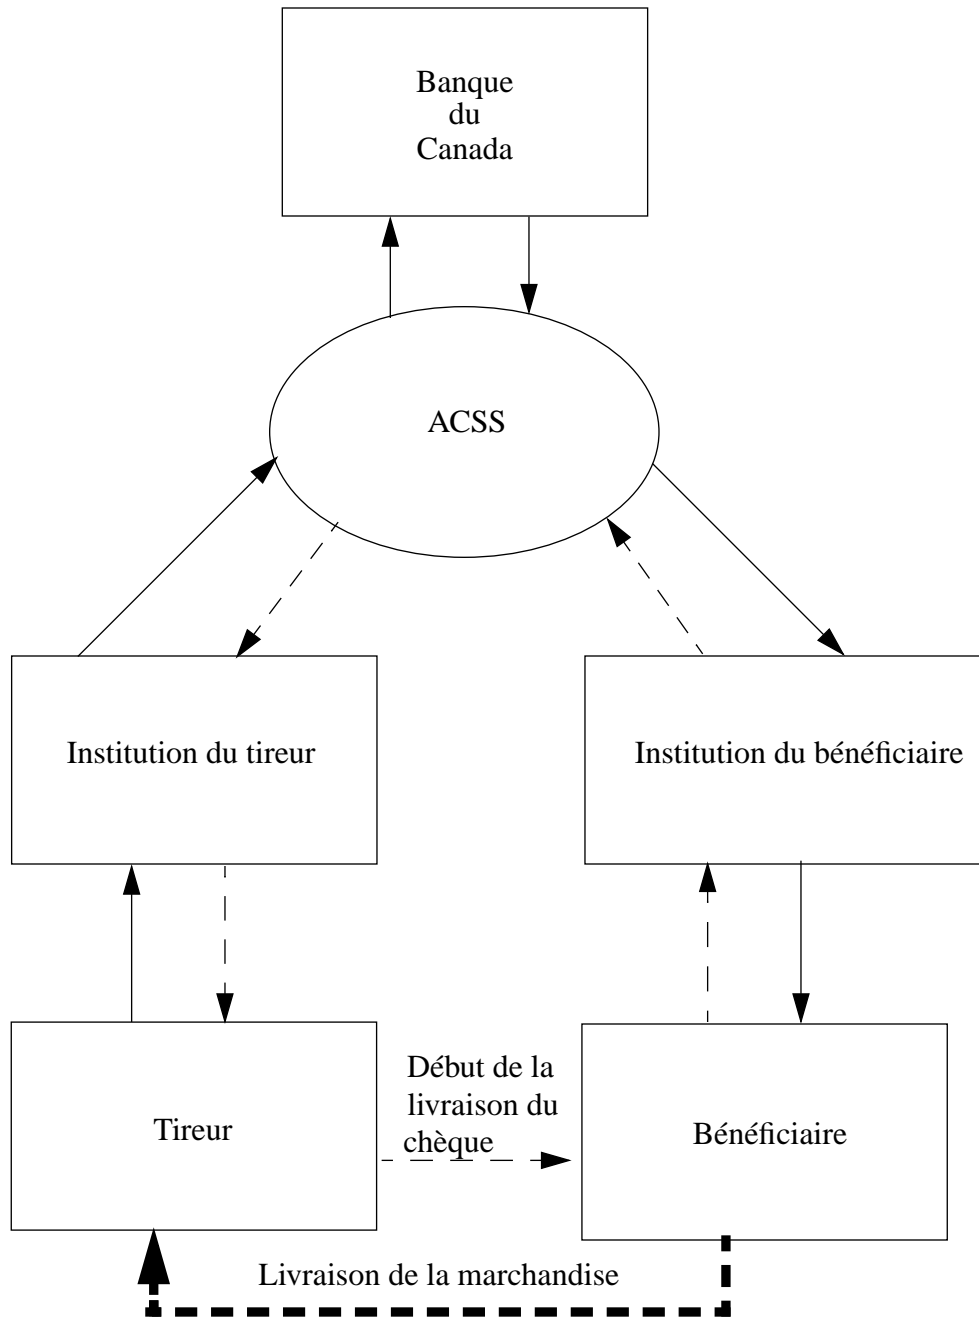 Banque
du
Canada
ACSS
Institution du tireur
Institution du bénéficiaire
Début de la
livraison du
chèque
Tireur
Bénéficiaire
Livraison de la marchandise